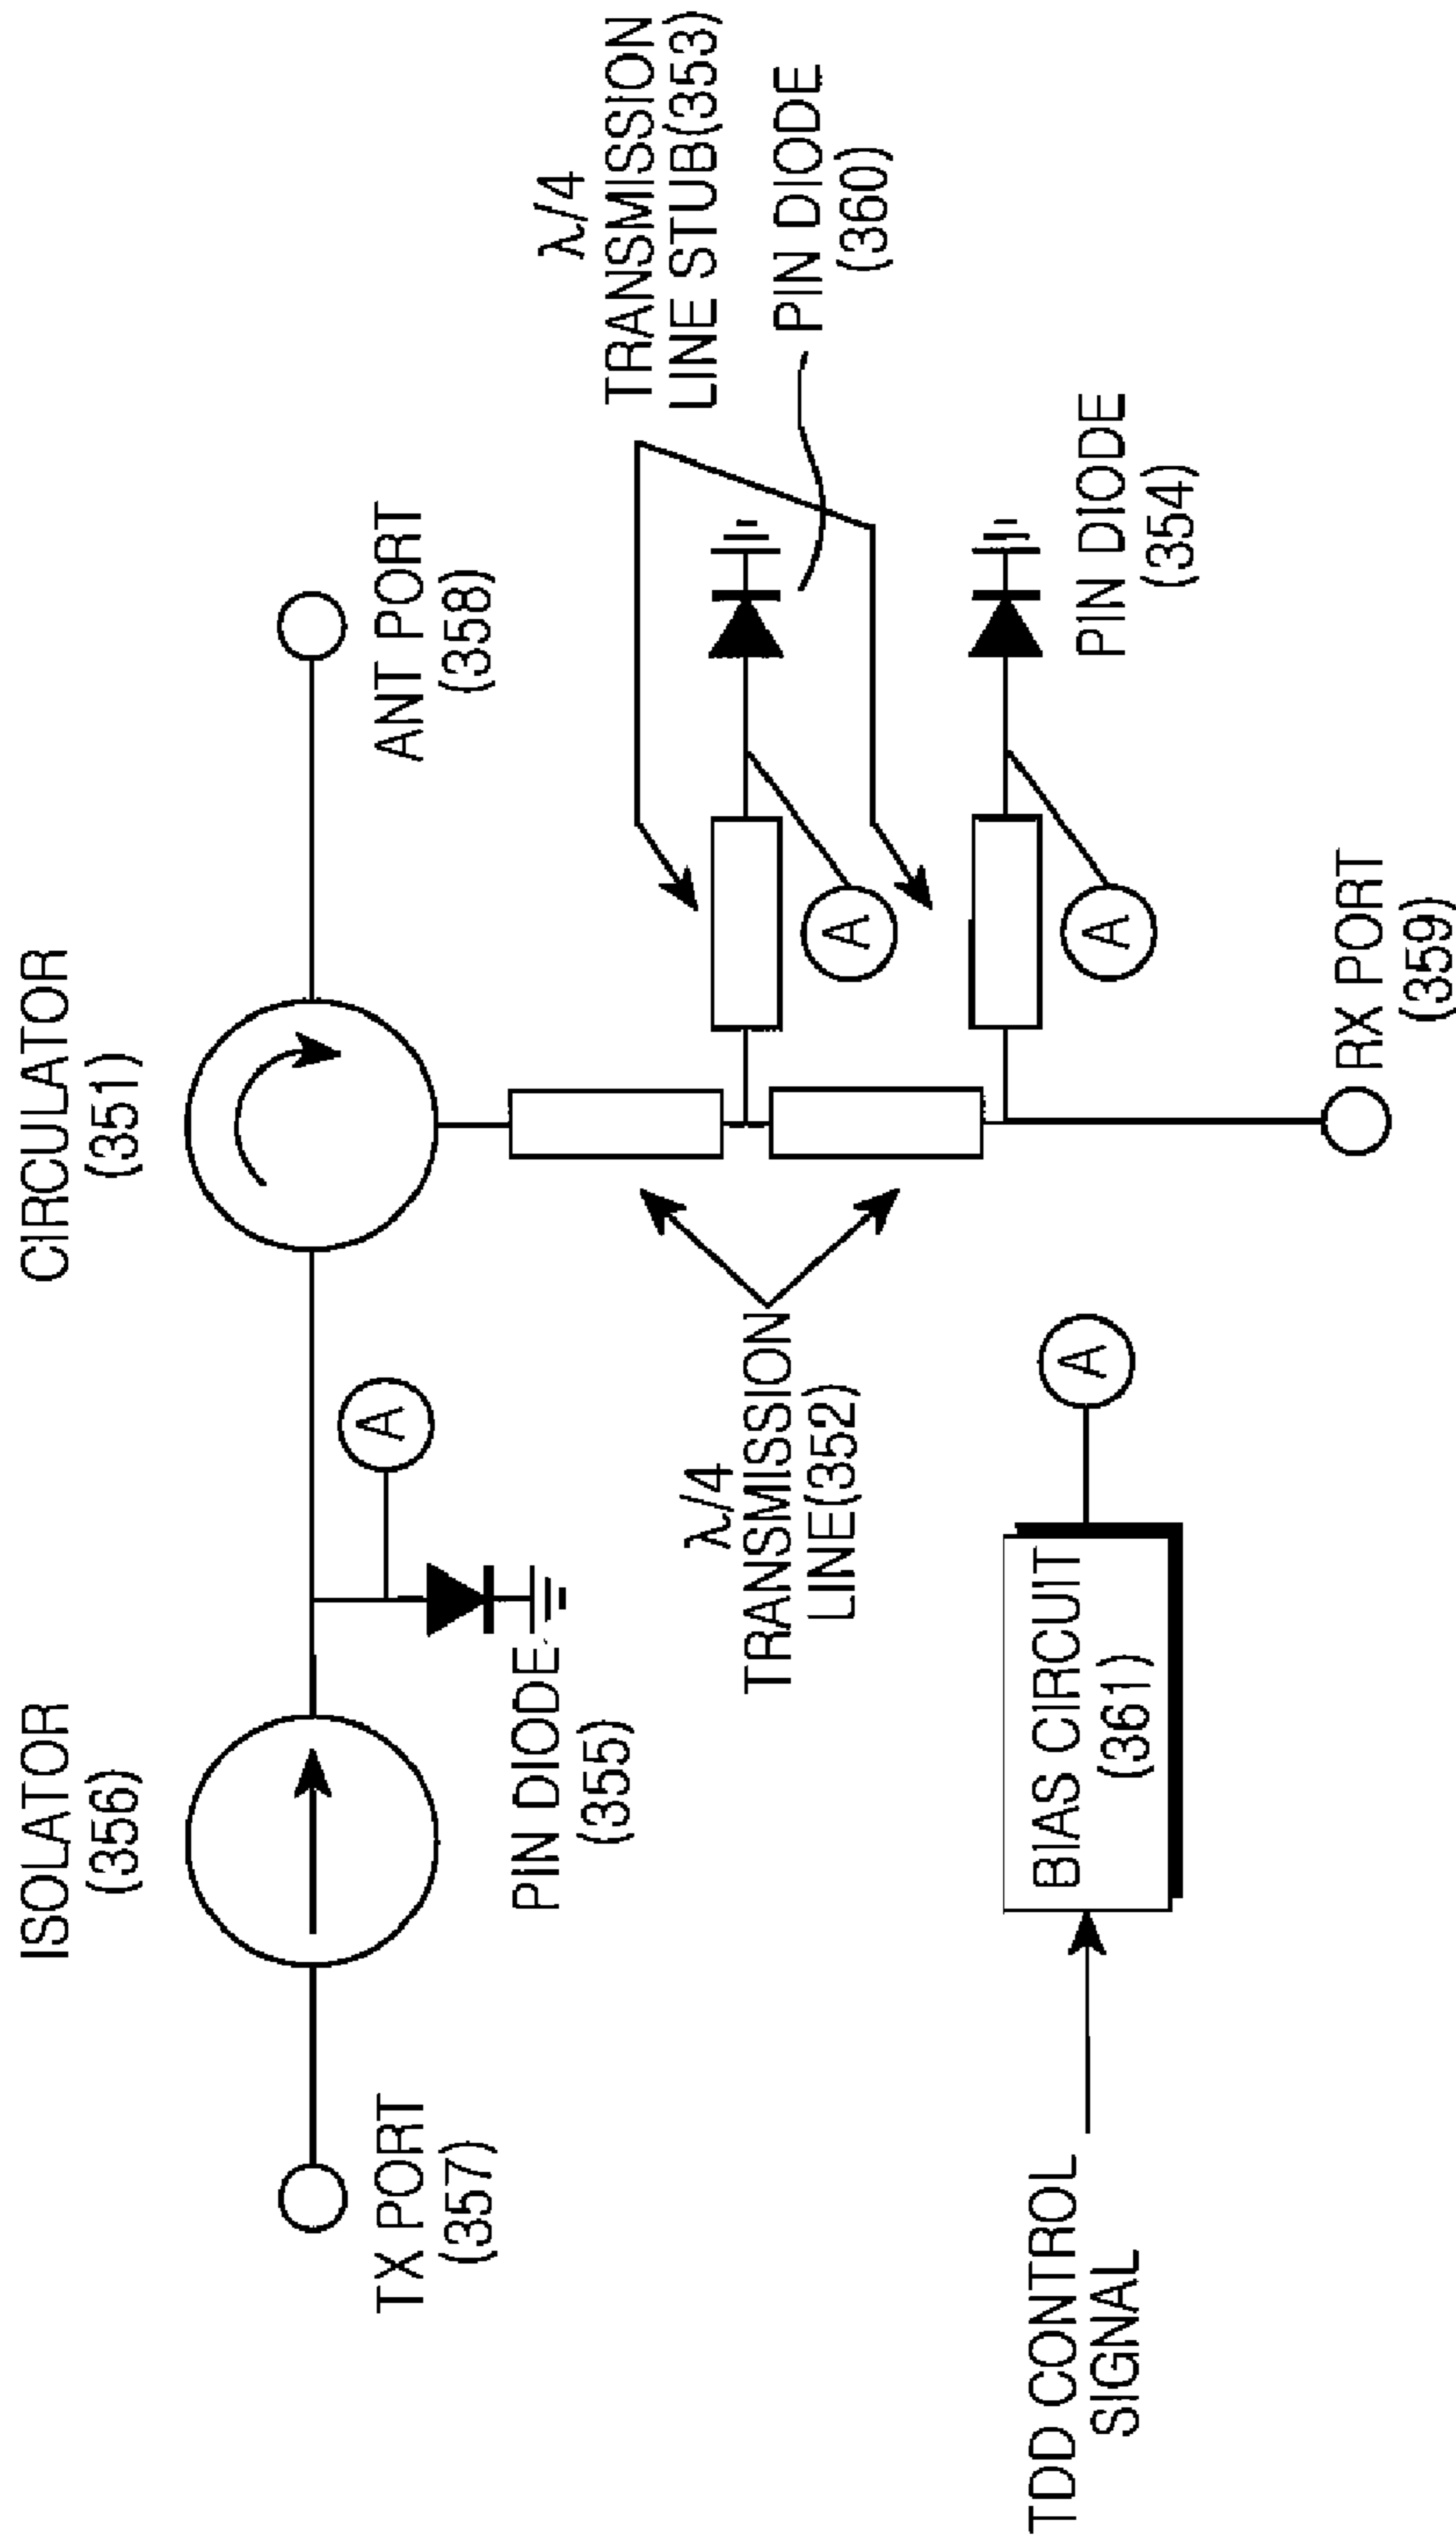 ISOLATOR
(356)
CIRCULATOR
(351)
TX PORT
(357)
PIN DIODE
(355)
A
ANT PORT
(358)
λ/4
TRANSMISSION
LINE STUB(353)
PIN DIODE
(360)
A
λ/4
TRANSMISSION
LINE(352)
A
PIN DIODE
(354)
TDD CONTROL
SIGNAL
BIAS CIRCUIT
(361)
A
RX PORT
(359)